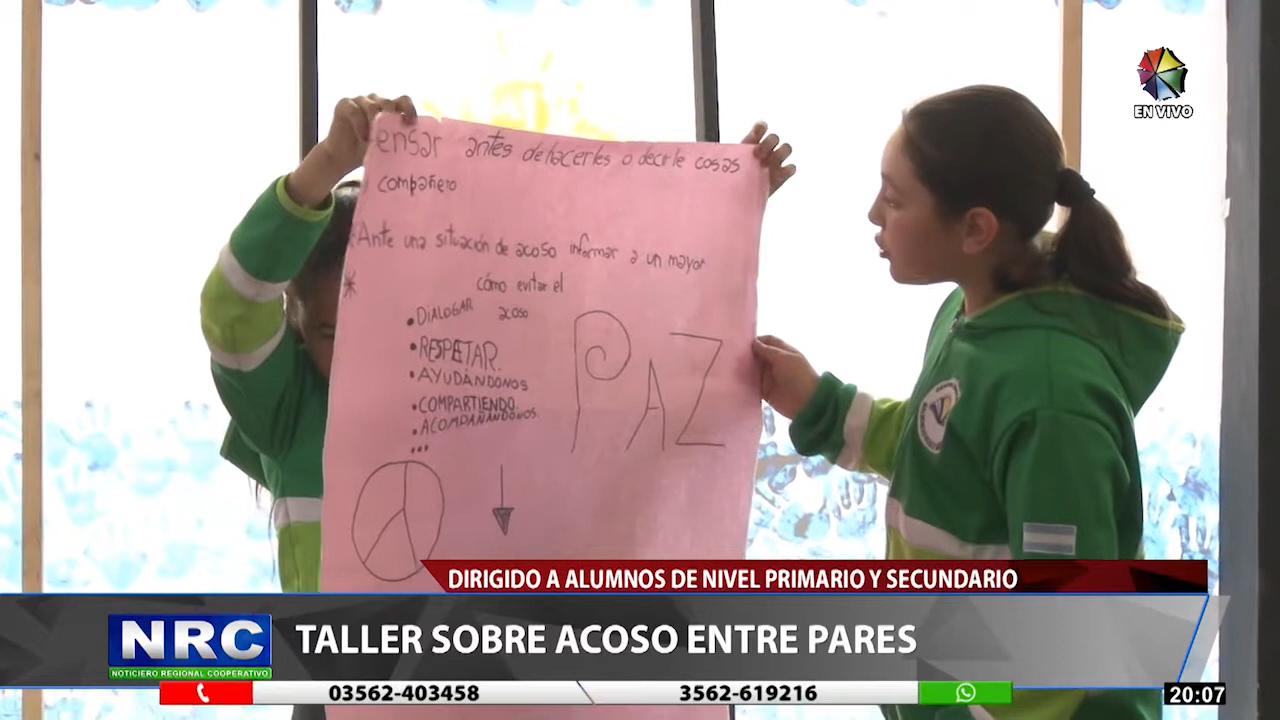 EN VIVO
ensar antes de hacerles o decirle cosas
compañero
Ante una situación de acoso informar a un mayor
* cómo evitar el
acoso
• DIALOGAR
• RESPETAR.
• AYUDÁNDONOS
• COMPARTIENDO
• ACOMPAÑÁNDONOS.
...
PAZ
DIRIGIDO A ALUMNOS DE NIVEL PRIMARIO Y SECUNDARIO
NRC
NOTICIERO REGIONAL COOPERATIVO
TALLER SOBRE ACOSO ENTRE PARES
03562-403458
3562-619216
20:07